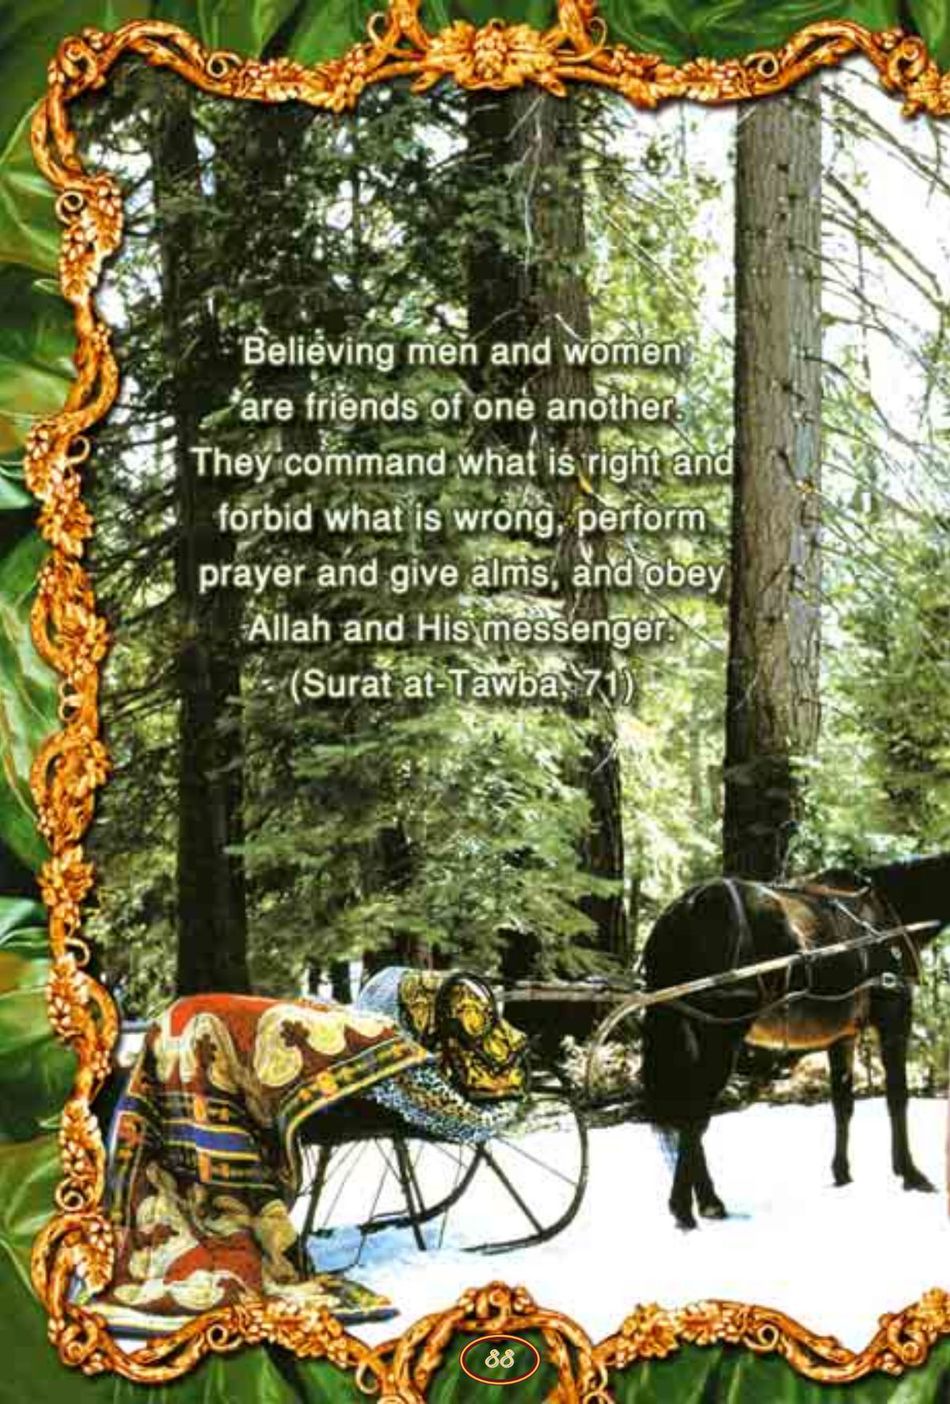 Believing men and women
are friends of one another.
They command what is right and
forbid what is wrong, perform
prayer and give alms, and obey
Allah and His messenger.
(Surat at-Tawba, 71)
88